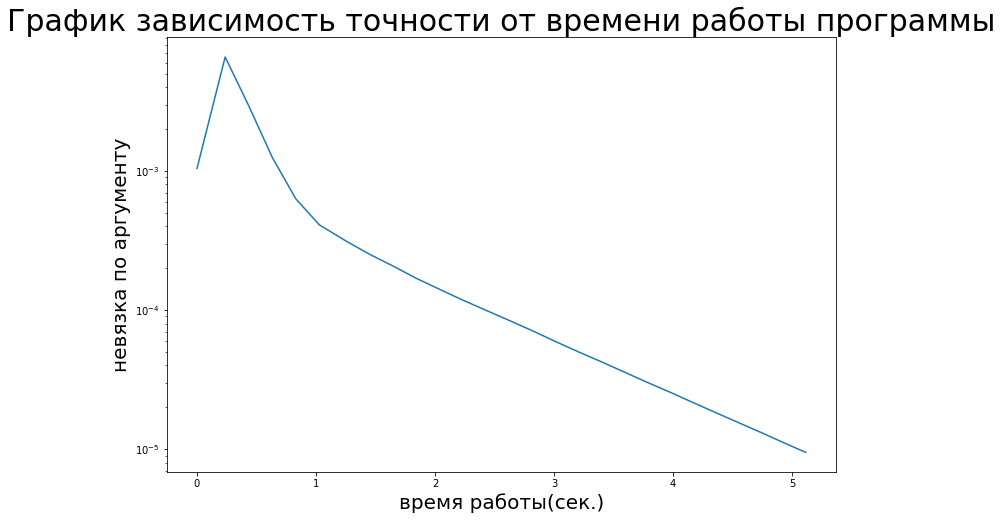 График зависимость точности от времени работы программы
невязка по аргументу
10⁻³
10⁻⁴
10⁻⁵
0 1 2 3 4 5
время работы(сек.)